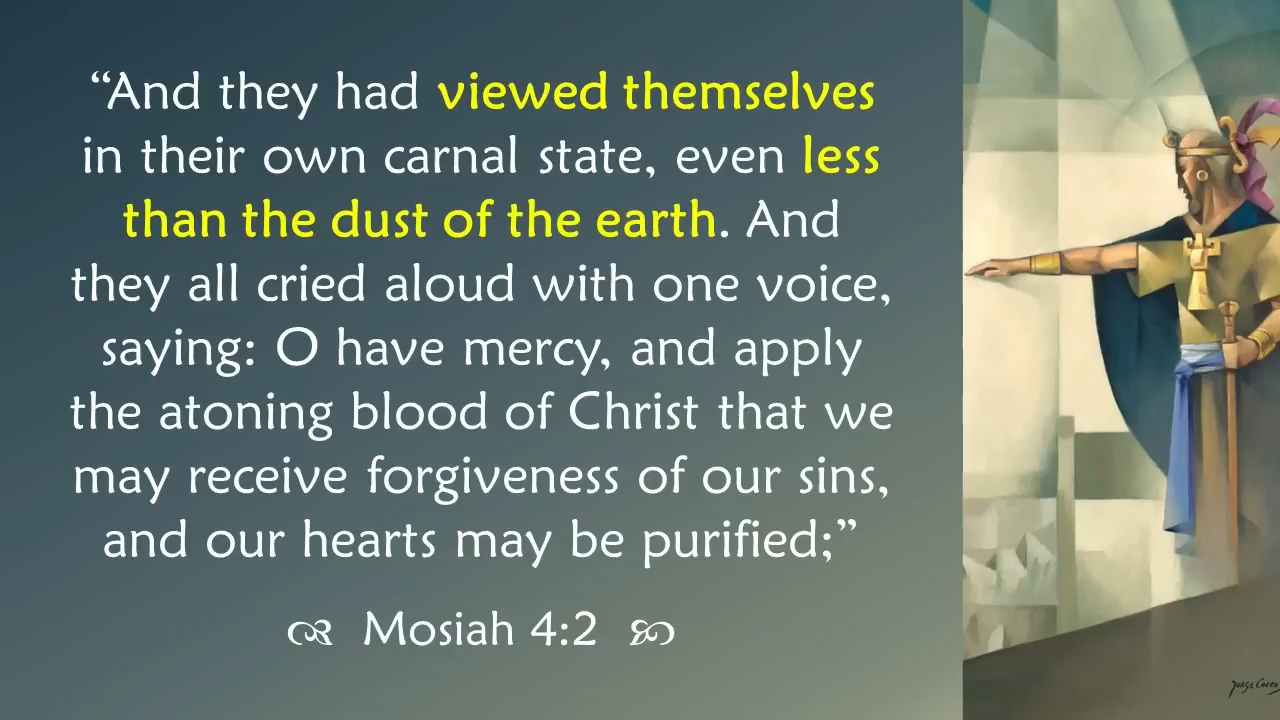 “And they had viewed themselves
in their own carnal state, even less
than the dust of the earth. And
they all cried aloud with one voice,
saying: O have mercy, and apply
the atoning blood of Christ that we
may receive forgiveness of our sins,
and our hearts may be purified;”
Mosiah 4:2
Jorge Cocco